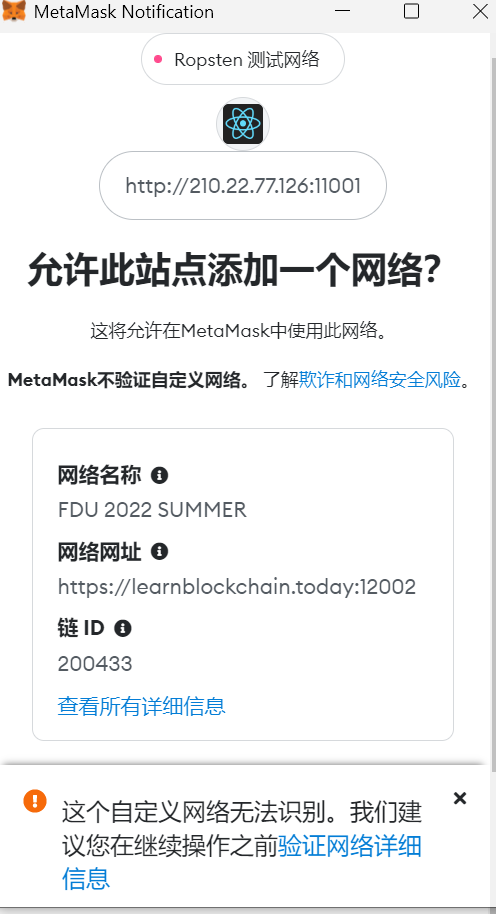 MetaMask Notification
Ropsten 测试网络
http://210.22.77.126:11001
允许此站点添加一个网络？
这将允许在MetaMask中使用此网络。
MetaMask不验证自定义网络。 了解欺诈和网络安全风险。
网络名称
FDU 2022 SUMMER
网络网址
https://learnblockchain.today:12002
链 ID
200433
查看所有详细信息
这个自定义网络无法识别。我们建
议您在继续操作之前验证网络详细
信息